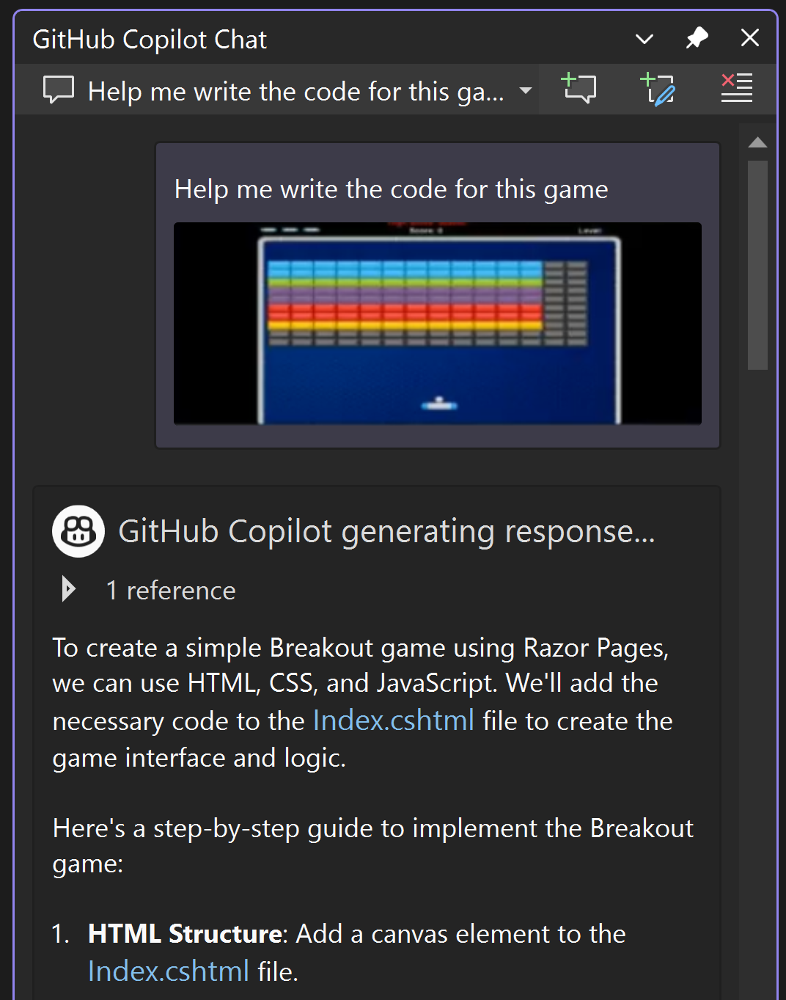 GitHub Copilot Chat
Help me write the code for this ga...
Help me write the code for this game
Score: 0
Level:
GitHub Copilot generating response...
1 reference
To create a simple Breakout game using Razor Pages,
we can use HTML, CSS, and JavaScript. We'll add the
necessary code to the Index.cshtml file to create the
game interface and logic.
Here's a step-by-step guide to implement the Breakout
game:
1. HTML Structure: Add a canvas element to the
Index.cshtml file.